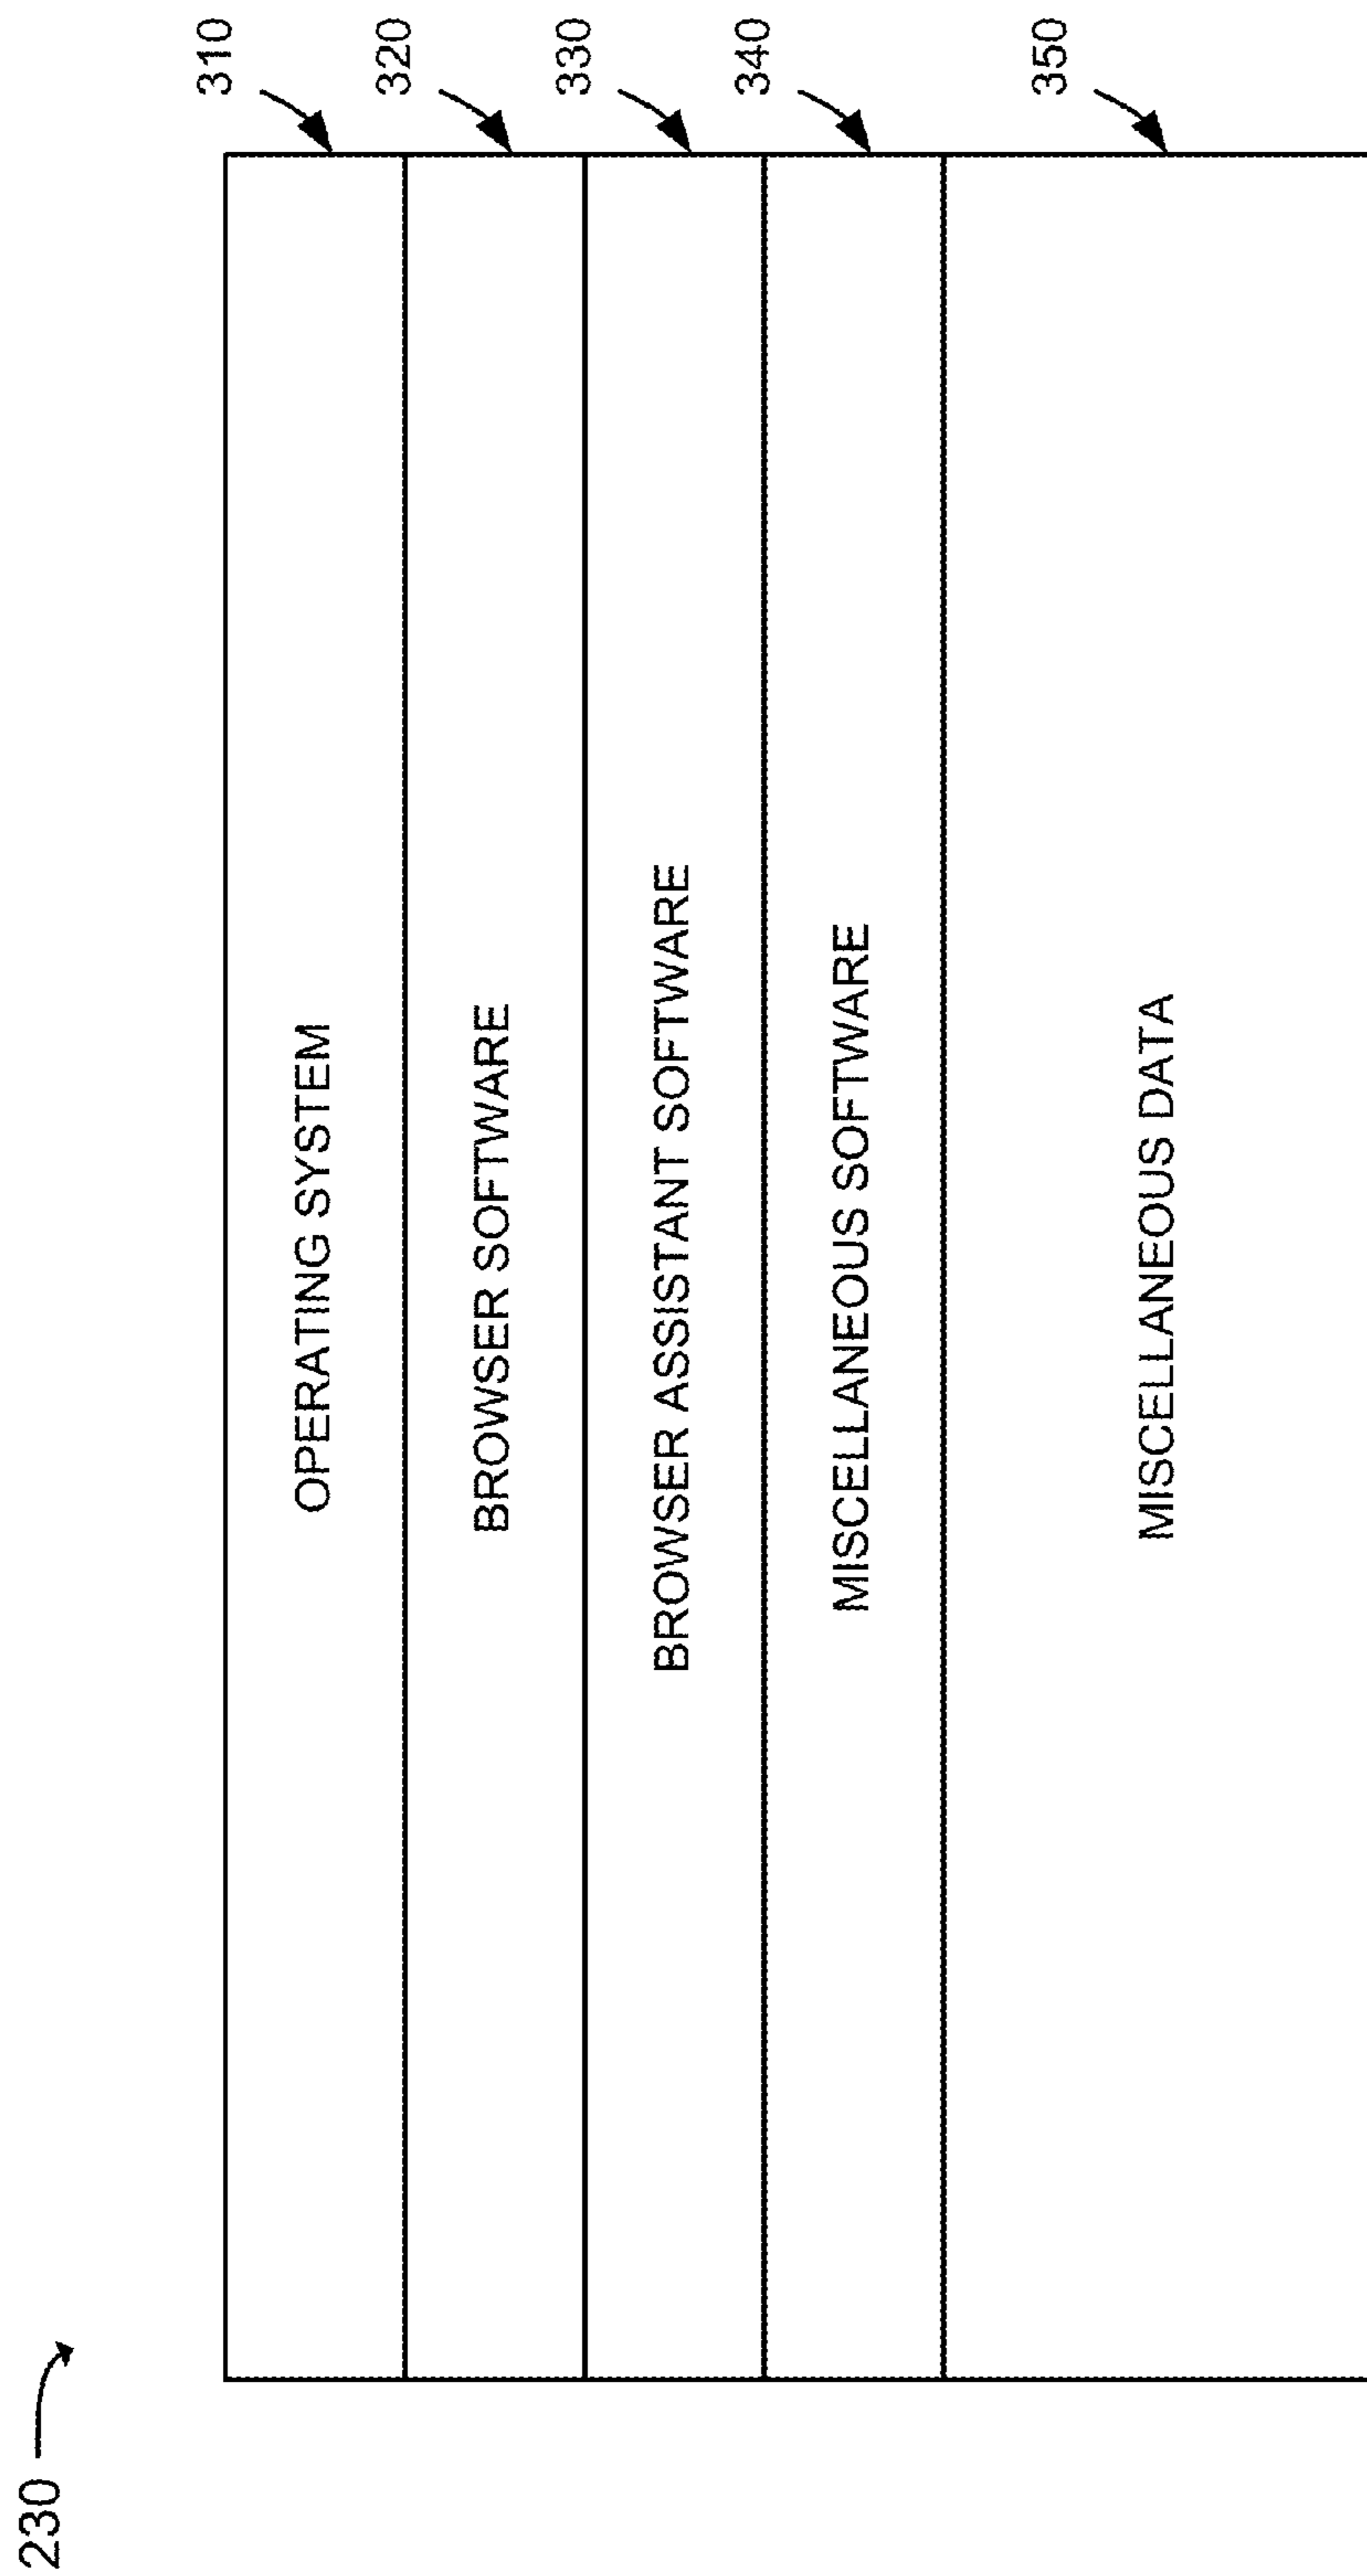 230
310
OPERATING SYSTEM
320
BROWSER SOFTWARE
330
BROWSER ASSISTANT SOFTWARE
340
MISCELLANEOUS SOFTWARE
350
MISCELLANEOUS DATA